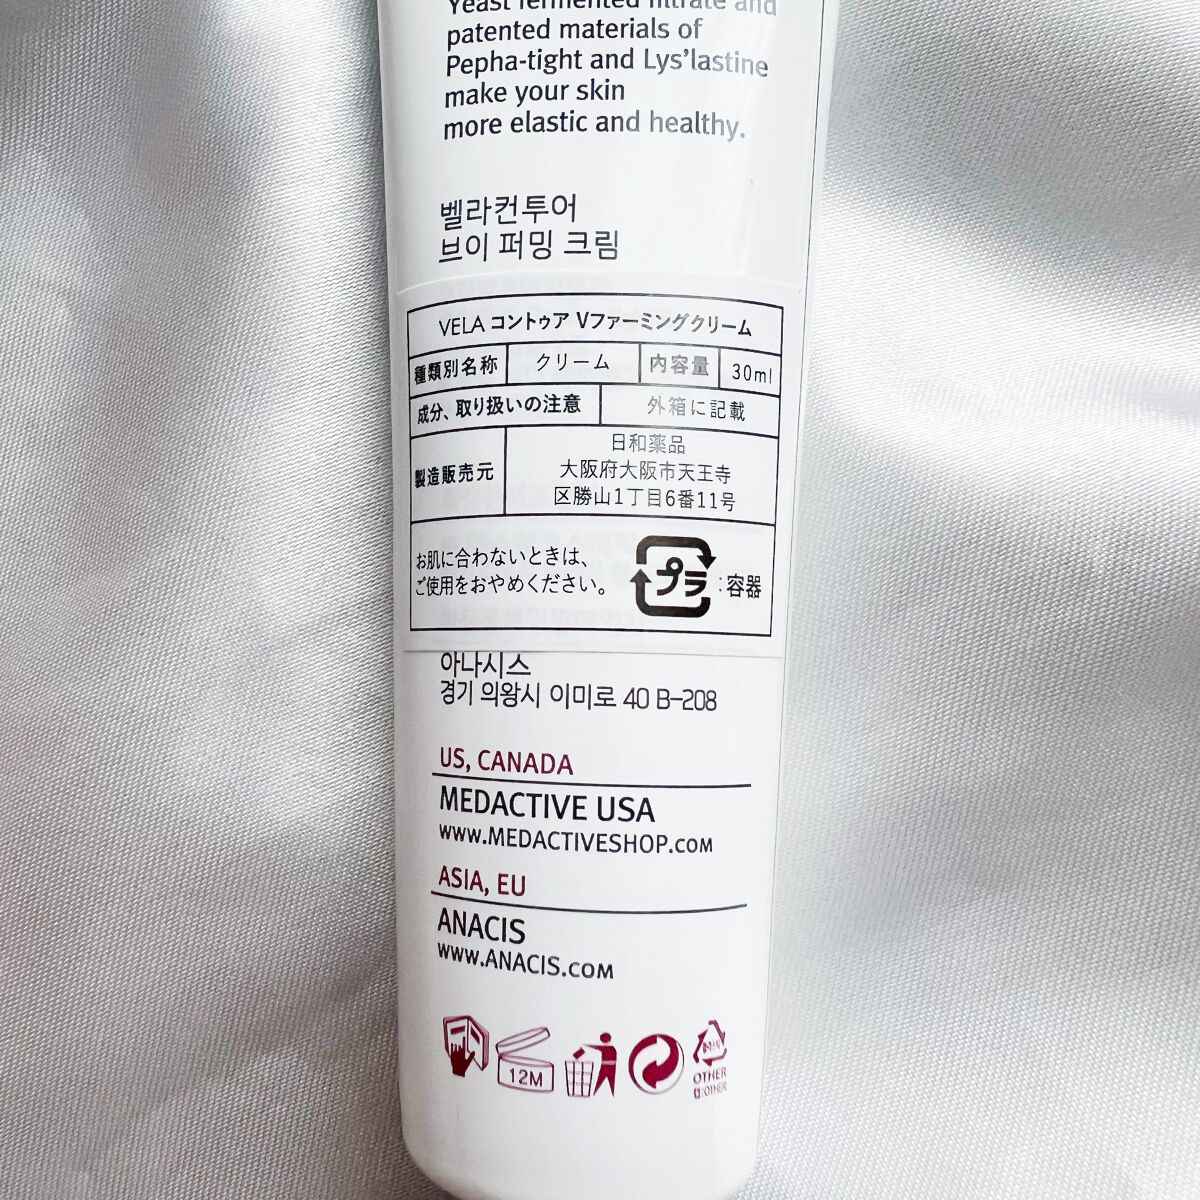 Yeast fermented filtrate and
patented materials of
Pepha-tight and Lys'lastine
make your skin
more elastic and healthy.
벨라컨투어
브이 퍼밍 크림
VELA コントゥア Vファーミングクリーム
種類別名称 クリーム 内容量 30ml
成分、取り扱いの注意 外箱に記載
製造販売元 日和薬品
大阪府大阪市天王寺
区勝山1丁目6番11号
お肌に合わないときは、
ご使用をおやめください。
プラ :容器
아나시스
경기 의왕시 이미로 40 B-208
US, CANADA
MEDACTIVE USA
www.MEDACTIVESHOP.com
ASIA, EU
ANACIS
www.ANACIS.com
12M
OTHER